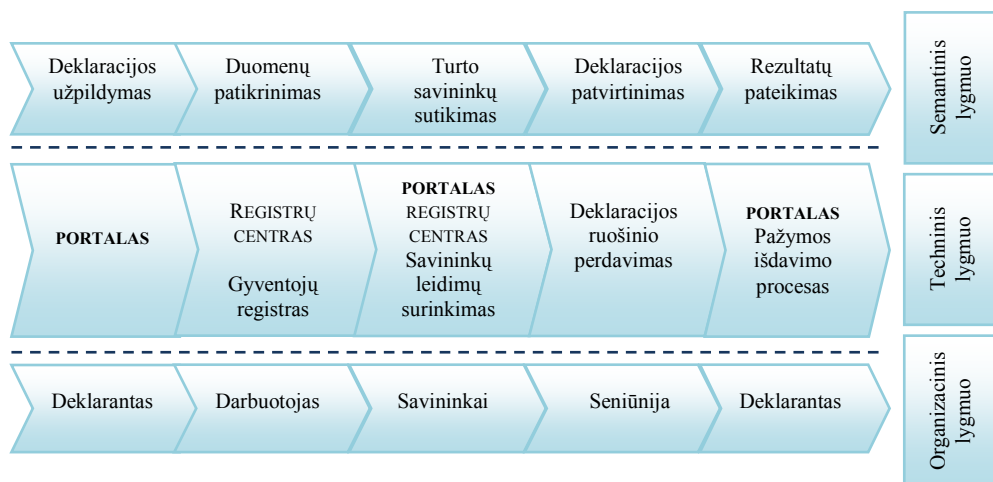 Deklaracijos
užpildymas
Duomenų
patikrinimas
Turto
savininkų
sutikimas
Deklaracijos
patvirtinimas
Rezultatų
pateikimas
Semantinis
lygmuo
PORTALAS
REGISTRŲ
CENTRAS
Gyventojų
registras
PORTALAS
REGISTRŲ
CENTRAS
Savininkų
leidimų
surinkimas
Deklaracijos
ruošinio
perdavimas
PORTALAS
Pažymos
išdavimo
procesas
Techninis
lygmuo
Deklarantas
Darbuotojas
Savininkai
Seniūnija
Deklarantas
Organizacinis
lygmuo